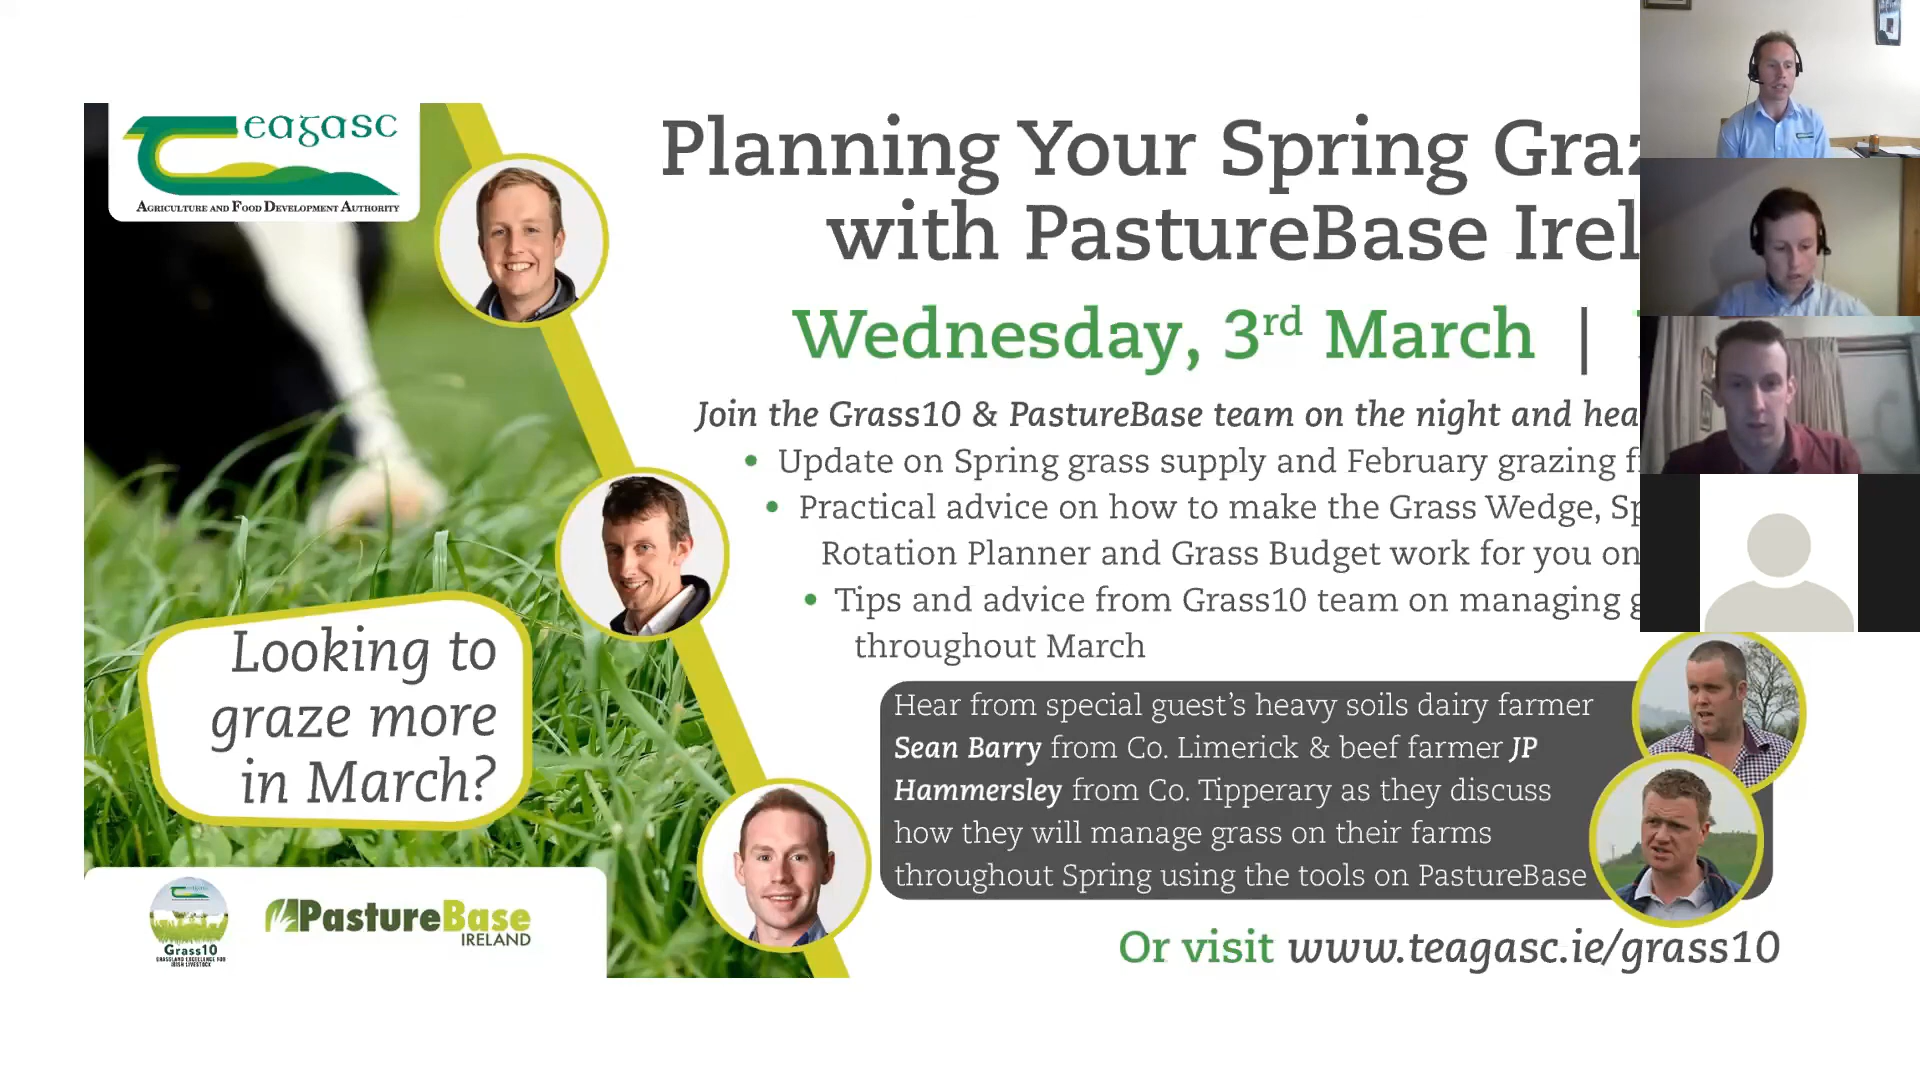 Teagasc
AGRICULTURE AND FOOD DEVELOPMENT AUTHORITY
Planning Your Spring Graz
with PastureBase Irel
Wednesday, 3rd March |
Join the Grass10 & PastureBase team on the night and hea
• Update on Spring grass supply and February grazing f
• Practical advice on how to make the Grass Wedge, Sp
Rotation Planner and Grass Budget work for you on
• Tips and advice from Grass10 team on managing g
throughout March
Looking to
graze more
in March?
Hear from special guest's heavy soils dairy farmer
Sean Barry from Co. Limerick & beef farmer JP
Hammersley from Co. Tipperary as they discuss
how they will manage grass on their farms
throughout Spring using the tools on PastureBase
Grass10
GRASSLAND EXCELLENCE FOR
IRISH LIVESTOCK
PastureBase
IRELAND
Or visit www.teagasc.ie/grass10